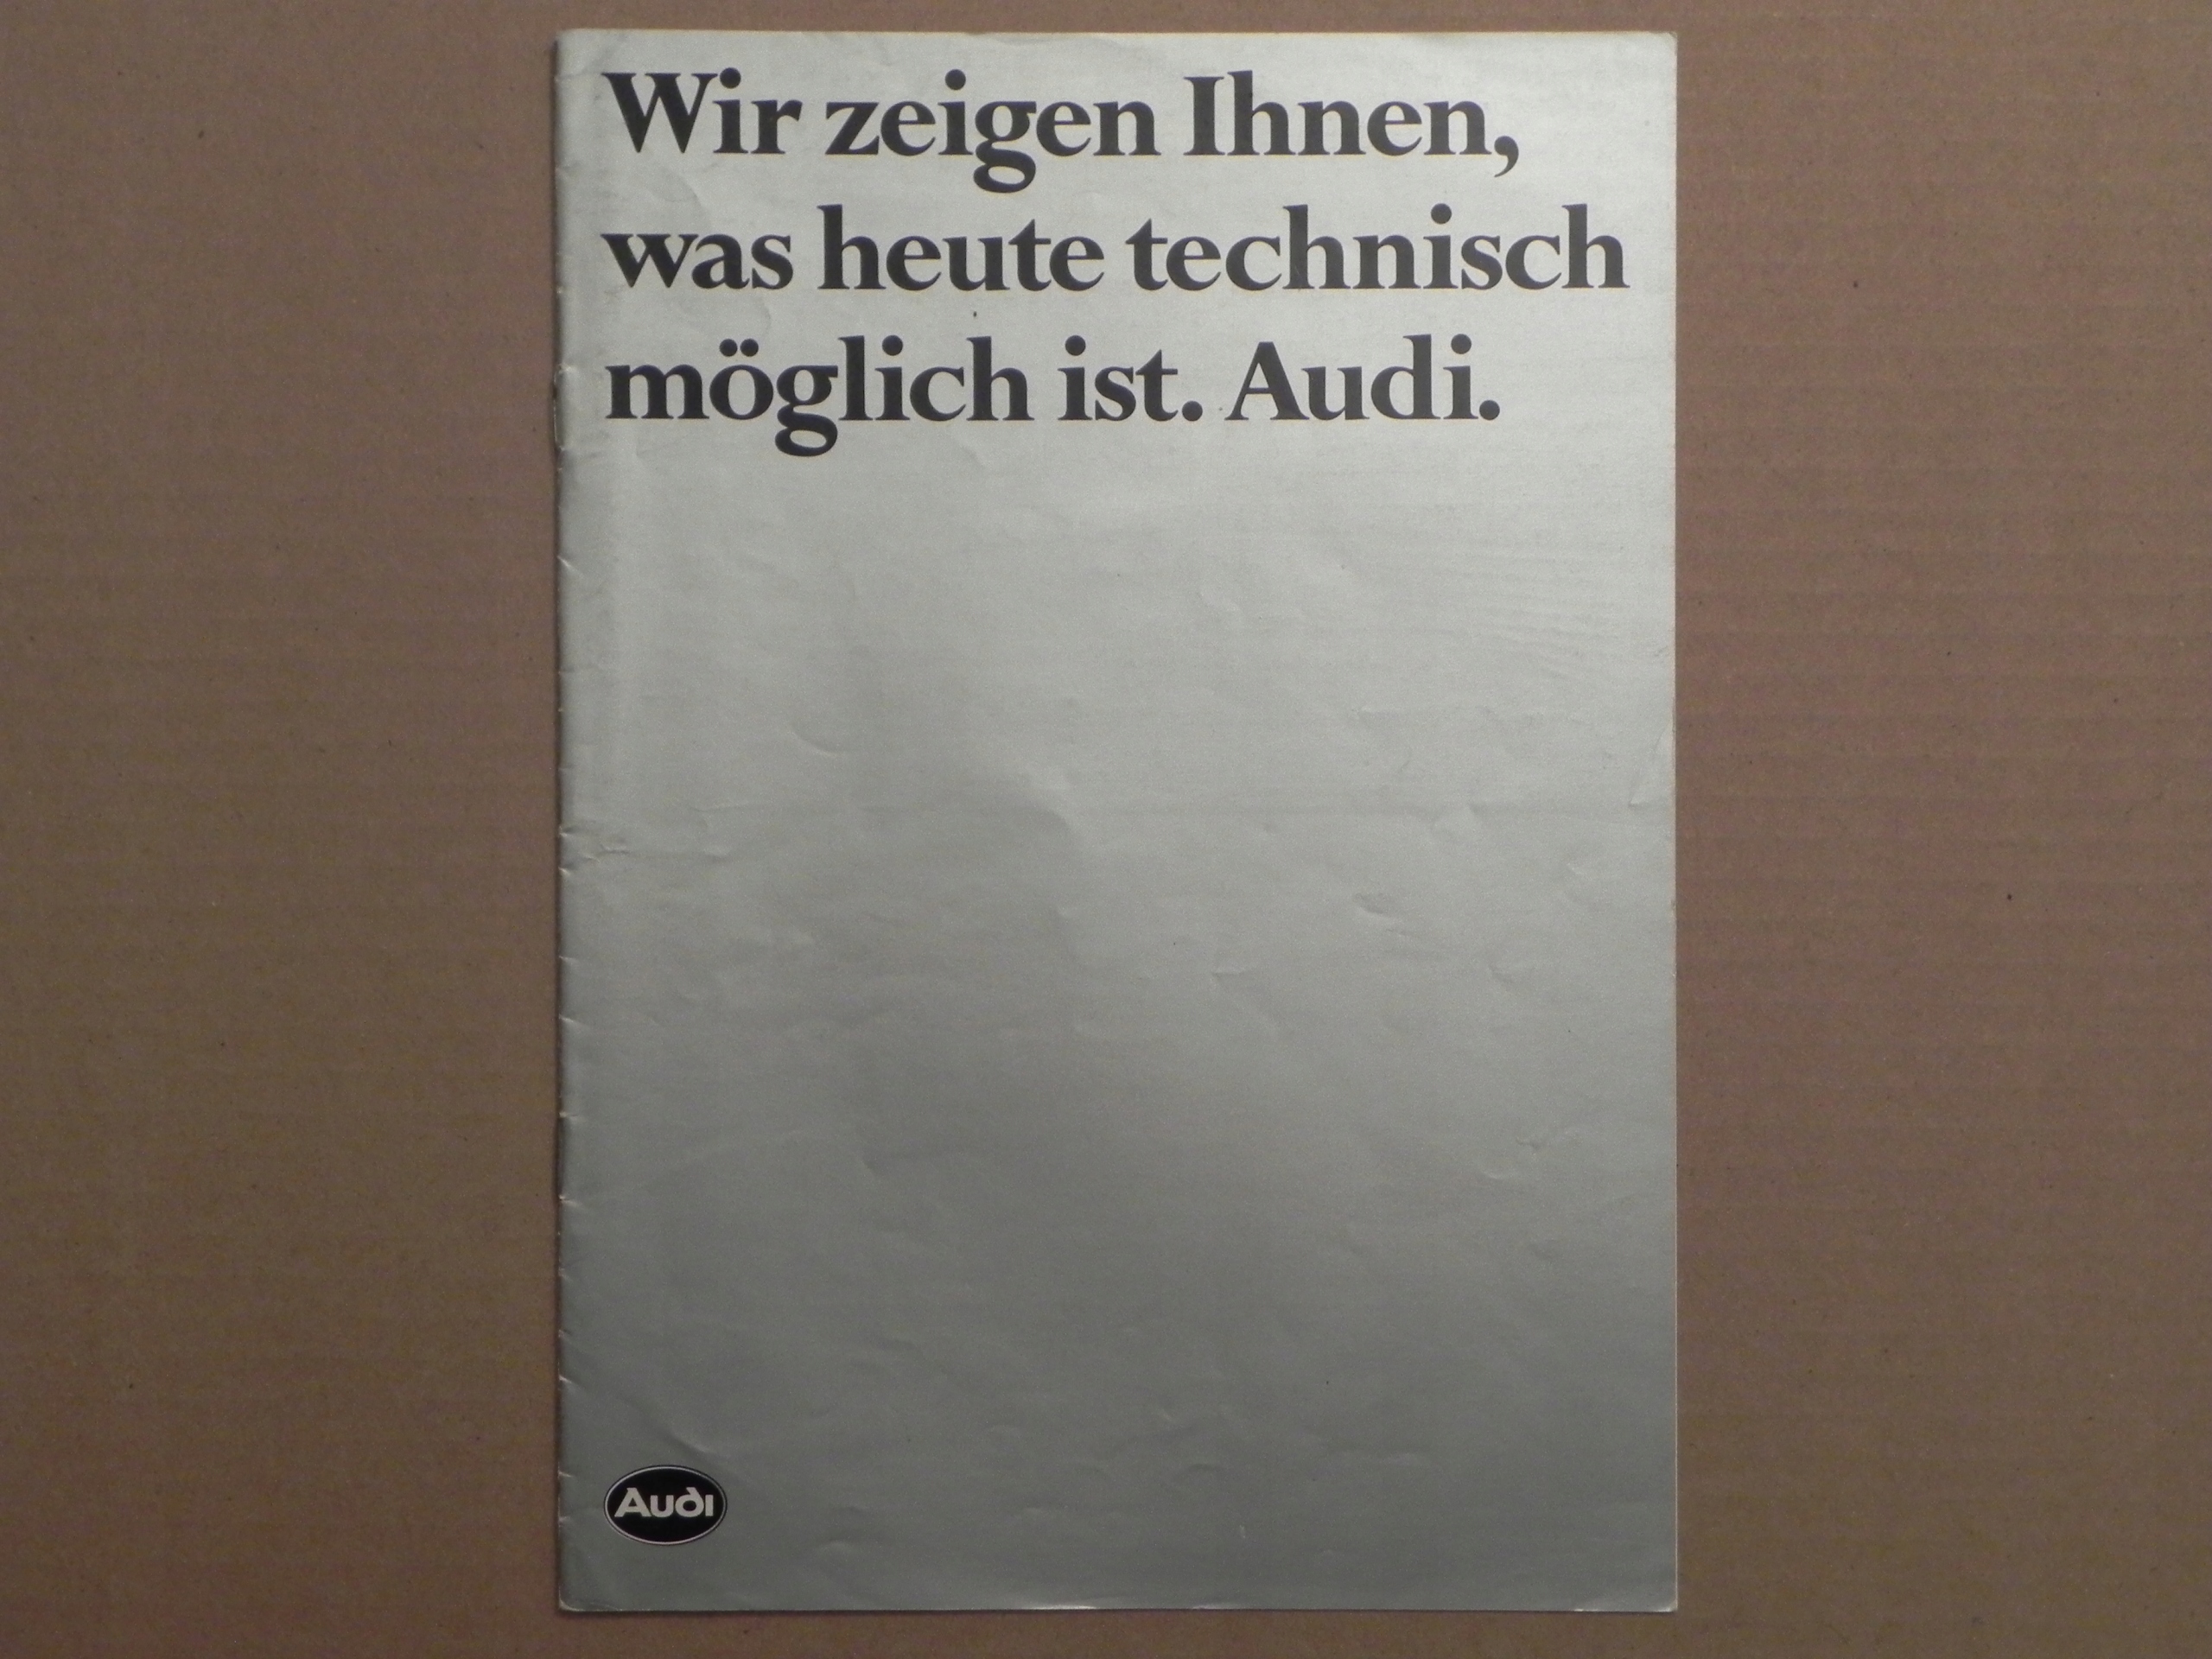 Wir zeigen Ihnen,
was heute technisch
möglich ist. Audi.
Audi